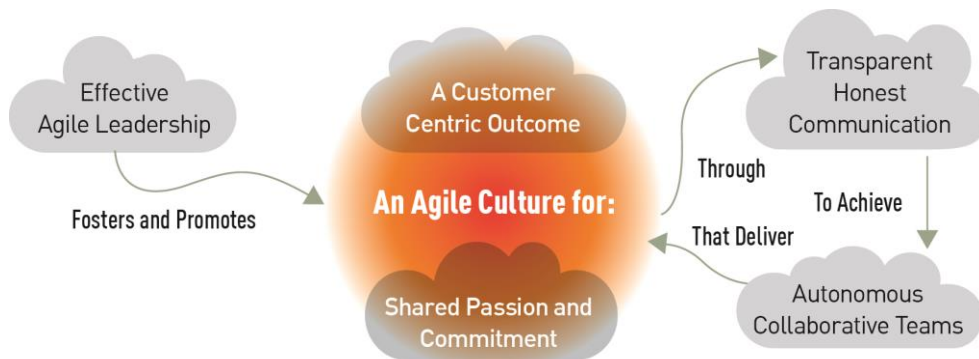 Effective
Agile Leadership
Fosters and Promotes
A Customer
Centric Outcome
An Agile Culture for:
Shared Passion and
Commitment
Through
Transparent
Honest
Communication
To Achieve
Autonomous
Collaborative Teams
That Deliver